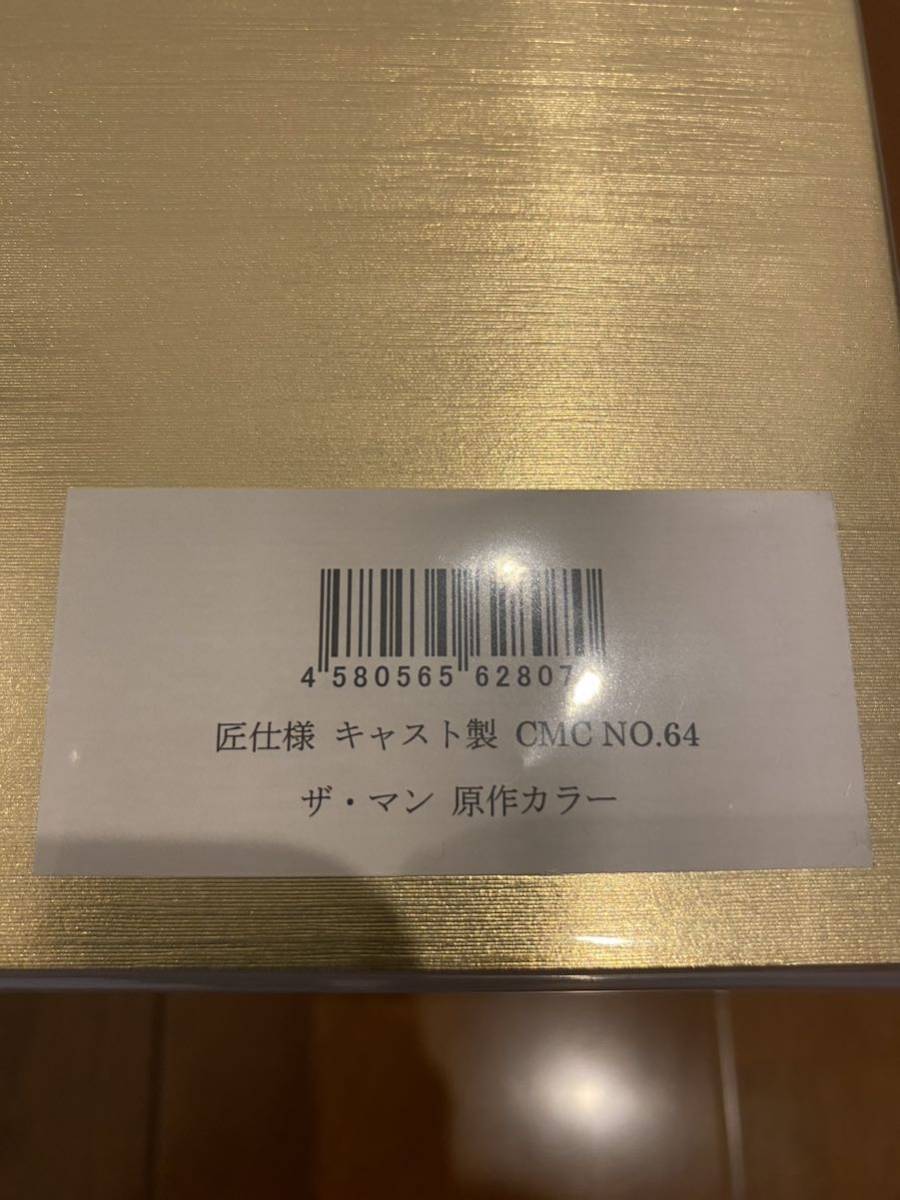 4 580565 62807
匠仕様 キャスト製 CMC NO.64
ザ・マン 原作カラー